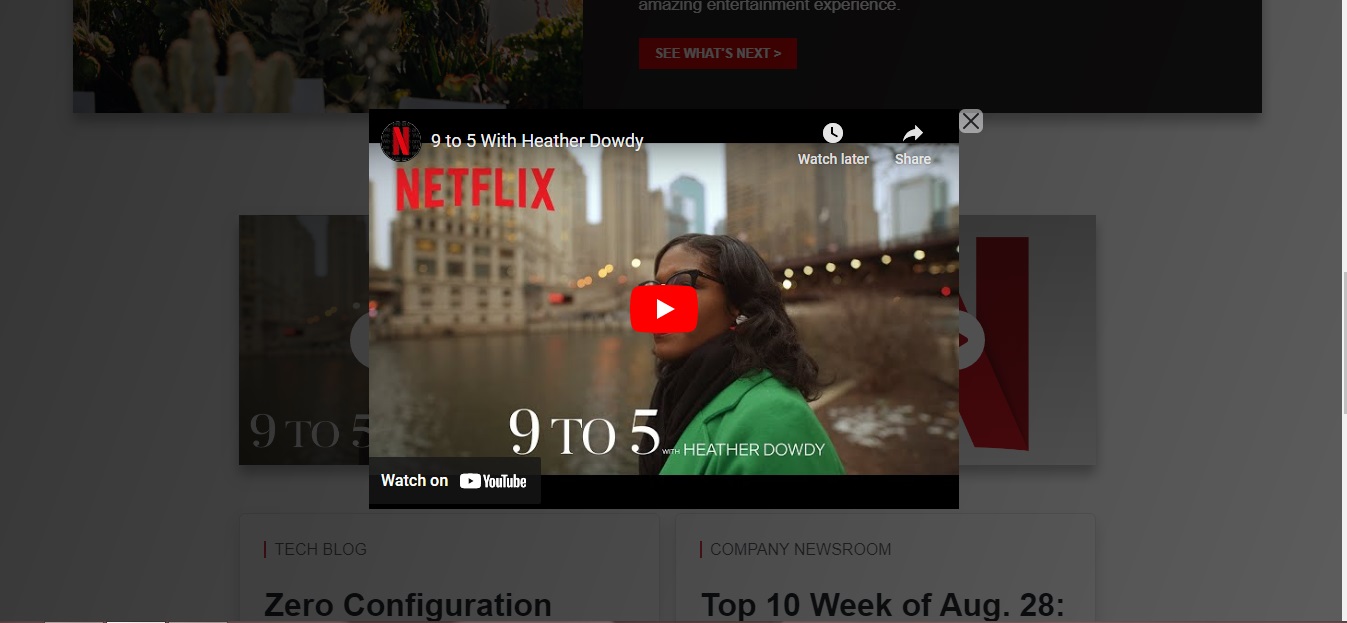 amazing entertainment experience.
SEE WHAT'S NEXT >
N
9 to 5 With Heather Dowdy
Watch later
Share
NETFLIX
9 TO 5
9 TO 5 WITH HEATHER DOWDY
Watch on YouTube
TECH BLOG
COMPANY NEWSROOM
Zero Configuration
Top 10 Week of Aug. 28: